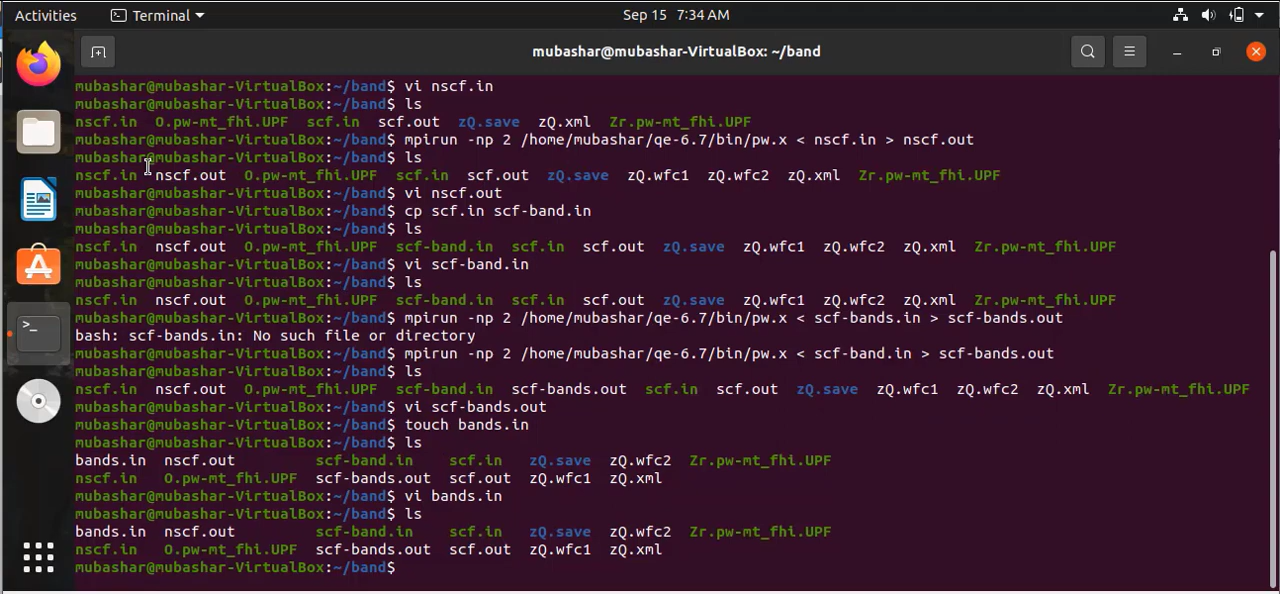 Activities Terminal Sep 15 7:34 AM
mubashar@mubashar-VirtualBox: ~/band
mubashar@mubashar-VirtualBox:~/band$ vi nscf.in
mubashar@mubashar-VirtualBox:~/band$ ls
nscf.in O.pw-mt_fhi.UPF scf.in scf.out zQ.save zQ.xml Zr.pw-mt_fhi.UPF
mubashar@mubashar-VirtualBox:~/band$ mpirun -np 2 /home/mubashar/qe-6.7/bin/pw.x < nscf.in > nscf.out
mubashar@mubashar-VirtualBox:~/band$ ls
nscf.in nscf.out O.pw-mt_fhi.UPF scf.in scf.out zQ.save zQ.wfc1 zQ.wfc2 zQ.xml Zr.pw-mt_fhi.UPF
mubashar@mubashar-VirtualBox:~/band$ vi nscf.out
mubashar@mubashar-VirtualBox:~/band$ cp scf.in scf-band.in
mubashar@mubashar-VirtualBox:~/band$ ls
nscf.in nscf.out O.pw-mt_fhi.UPF scf-band.in scf.in scf.out zQ.save zQ.wfc1 zQ.wfc2 zQ.xml Zr.pw-mt_fhi.UPF
mubashar@mubashar-VirtualBox:~/band$ vi scf-band.in
mubashar@mubashar-VirtualBox:~/band$ ls
nscf.in nscf.out O.pw-mt_fhi.UPF scf-band.in scf.in scf.out zQ.save zQ.wfc1 zQ.wfc2 zQ.xml Zr.pw-mt_fhi.UPF
mubashar@mubashar-VirtualBox:~/band$ mpirun -np 2 /home/mubashar/qe-6.7/bin/pw.x < scf-bands.in > scf-bands.out
bash: scf-bands.in: No such file or directory
mubashar@mubashar-VirtualBox:~/band$ mpirun -np 2 /home/mubashar/qe-6.7/bin/pw.x < scf-band.in > scf-bands.out
mubashar@mubashar-VirtualBox:~/band$ ls
nscf.in nscf.out O.pw-mt_fhi.UPF scf-band.in scf-bands.out scf.in scf.out zQ.save zQ.wfc1 zQ.wfc2 zQ.xml Zr.pw-mt_fhi.UPF
mubashar@mubashar-VirtualBox:~/band$ vi scf-bands.out
mubashar@mubashar-VirtualBox:~/band$ touch bands.in
mubashar@mubashar-VirtualBox:~/band$ ls
bands.in nscf.out scf-band.in scf.in zQ.save zQ.wfc2 Zr.pw-mt_fhi.UPF
nscf.in O.pw-mt_fhi.UPF scf-bands.out scf.out zQ.wfc1 zQ.xml
mubashar@mubashar-VirtualBox:~/band$ vi bands.in
mubashar@mubashar-VirtualBox:~/band$ ls
bands.in nscf.out scf-band.in scf.in zQ.save zQ.wfc2 Zr.pw-mt_fhi.UPF
nscf.in O.pw-mt_fhi.UPF scf-bands.out scf.out zQ.wfc1 zQ.xml
mubashar@mubashar-VirtualBox:~/band$